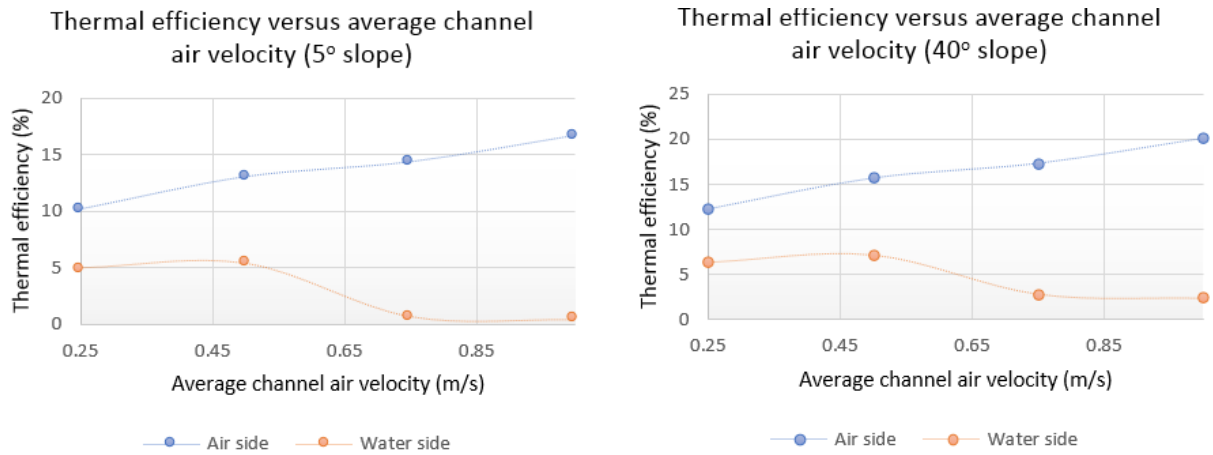 Thermal efficiency versus average channel
air velocity (5º slope)
Thermal efficiency (%)
20
15
10
5
0
0.25 0.45 0.65 0.85
Average channel air velocity (m/s)
Air side Water side
Thermal efficiency versus average channel
air velocity (40º slope)
Thermal efficiency (%)
25
20
15
10
5
0
0.25 0.45 0.65 0.85
Average channel air velocity (m/s)
Air side Water side